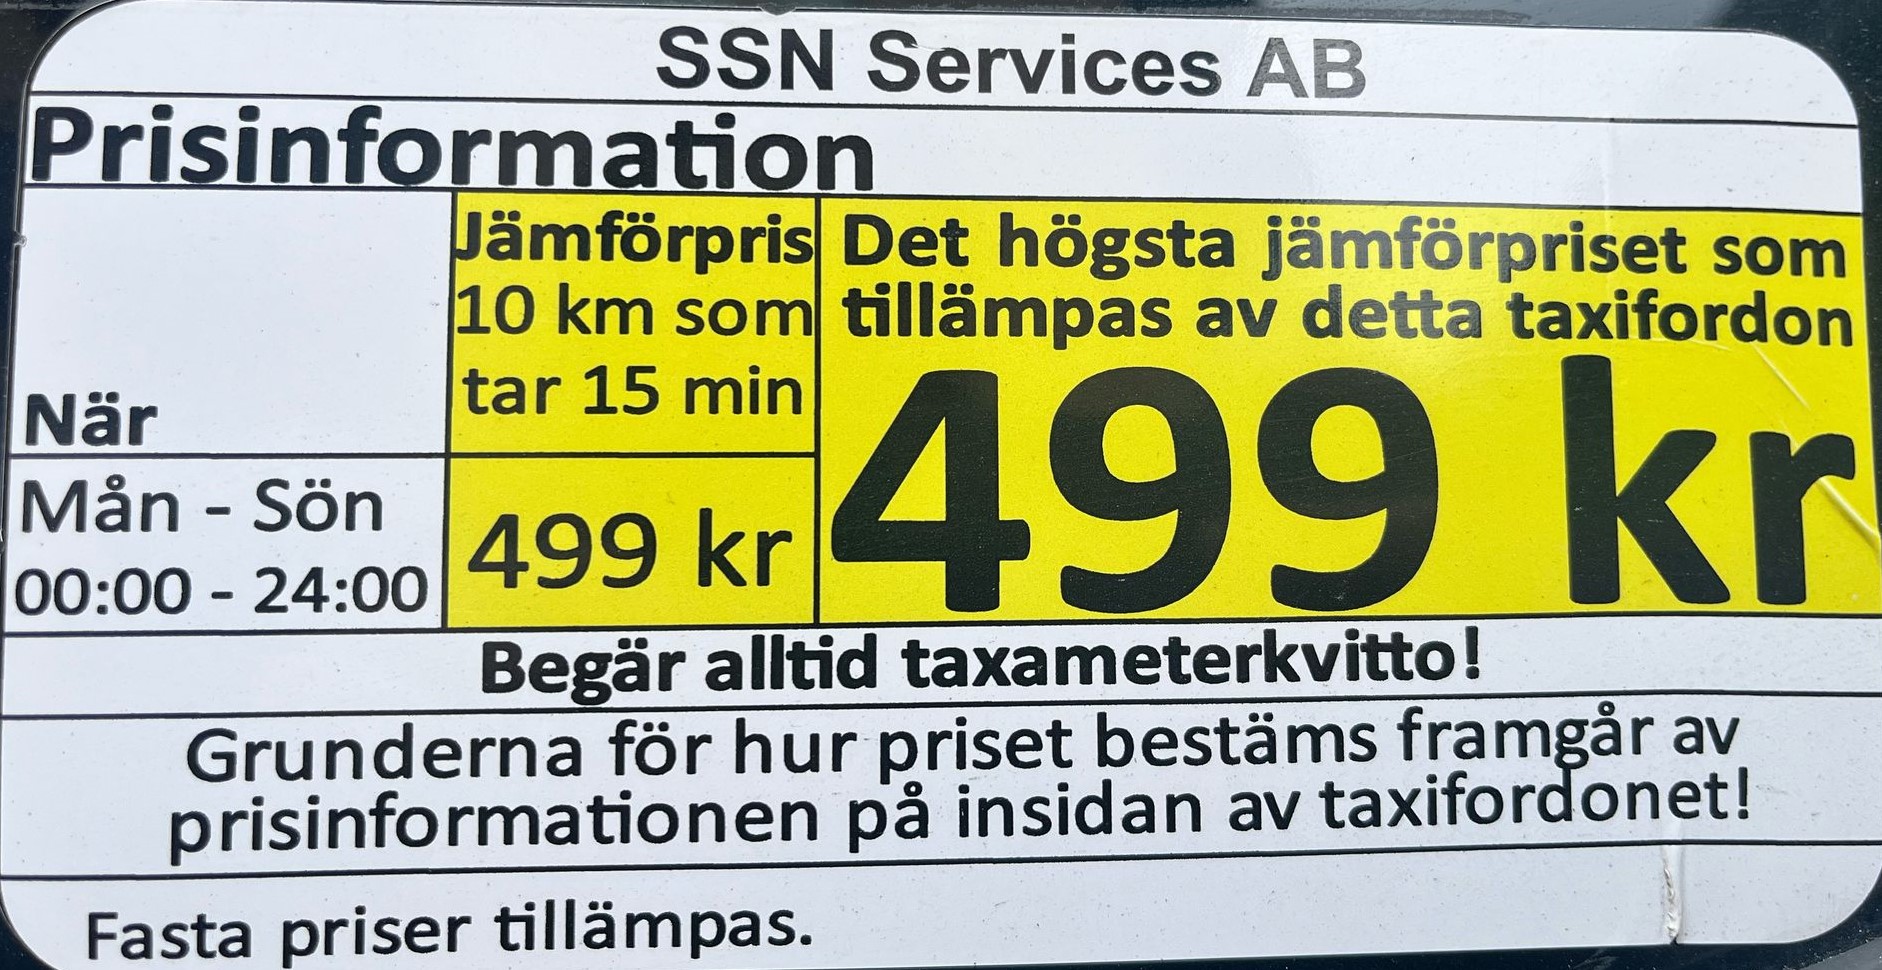 SSN Services AB
Prisinformation
När
Jämförpris
10 km som
tar 15 min
Det högsta jämförpriset som
tillämpas av detta taxifordon
499 kr
Mån - Sön
00:00 - 24:00
499 kr
Begär alltid taxameterkvitto!
Grunderna för hur priset bestäms framgår av
prisinformationen på insidan av taxifordonet!
Fasta priser tillämpas.